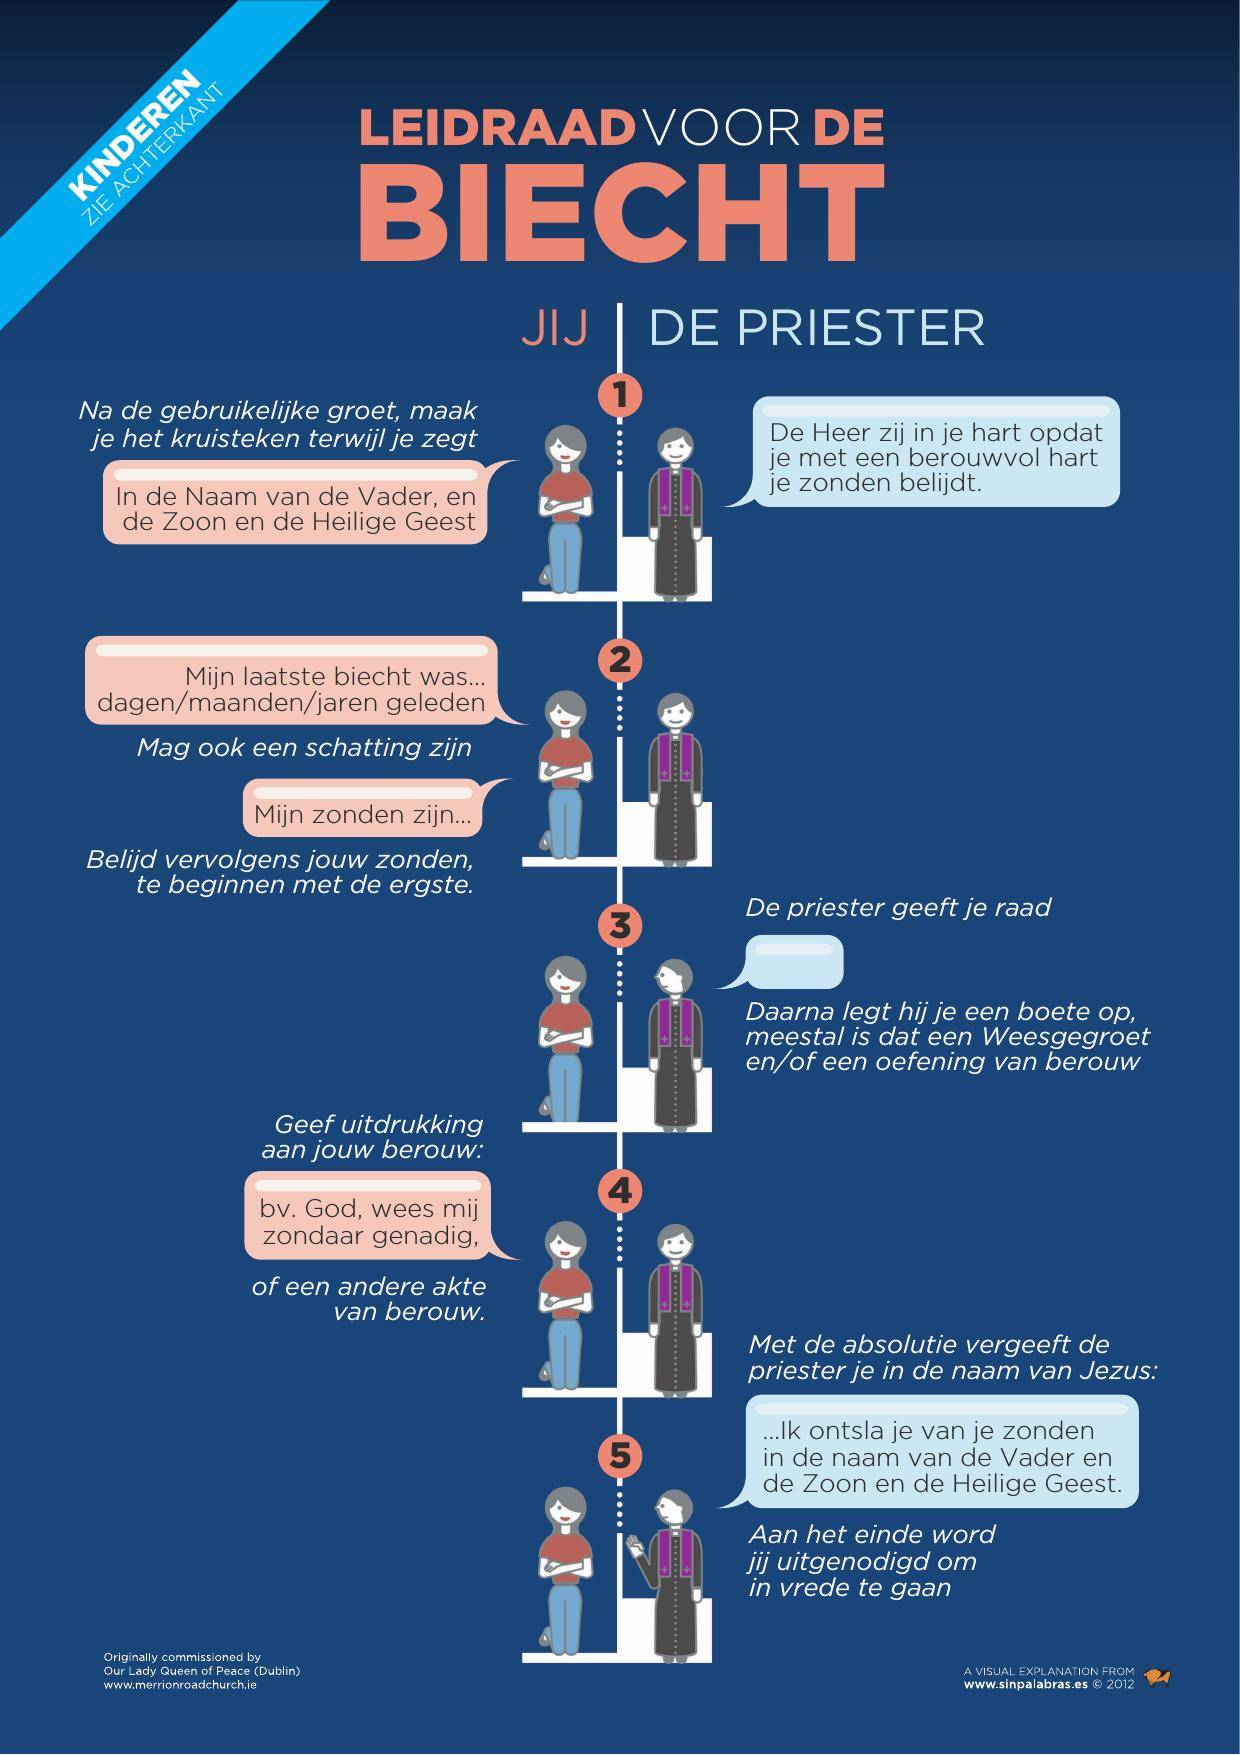 KINDEREN
ZIE ACHTERKANT
LEIDRAAD VOOR DE
BIECHT
JIJ
DE PRIESTER
1
Na de gebruikelijke groet, maak
je het kruisteken terwijl je zegt
In de Naam van de Vader, en
de Zoon en de Heilige Geest
De Heer zij in je hart opdat
je met een berouwvol hart
je zonden belijdt.
2
Mijn laatste biecht was...
dagen/maanden/jaren geleden
Mag ook een schatting zijn
Mijn zonden zijn...
Belijd vervolgens jouw zonden,
te beginnen met de ergste.
3
De priester geeft je raad
Daarna legt hij je een boete op,
meestal is dat een Weesgegroet
en/of een oefening van berouw
4
Geef uitdrukking
aan jouw berouw:
bv. God, wees mij
zondaar genadig,
of een andere akte
van berouw.
5
Met de absolutie vergeeft de
priester je in de naam van Jezus:
...Ik ontsla je van je zonden
in de naam van de Vader en
de Zoon en de Heilige Geest.
Aan het einde word
jij uitgenodigd om
in vrede te gaan
Originally commissioned by
Our Lady Queen of Peace (Dublin)
www.merrionroadchurch.ie
A VISUAL EXPLANATION FROM
www.sinpalabras.es © 2012